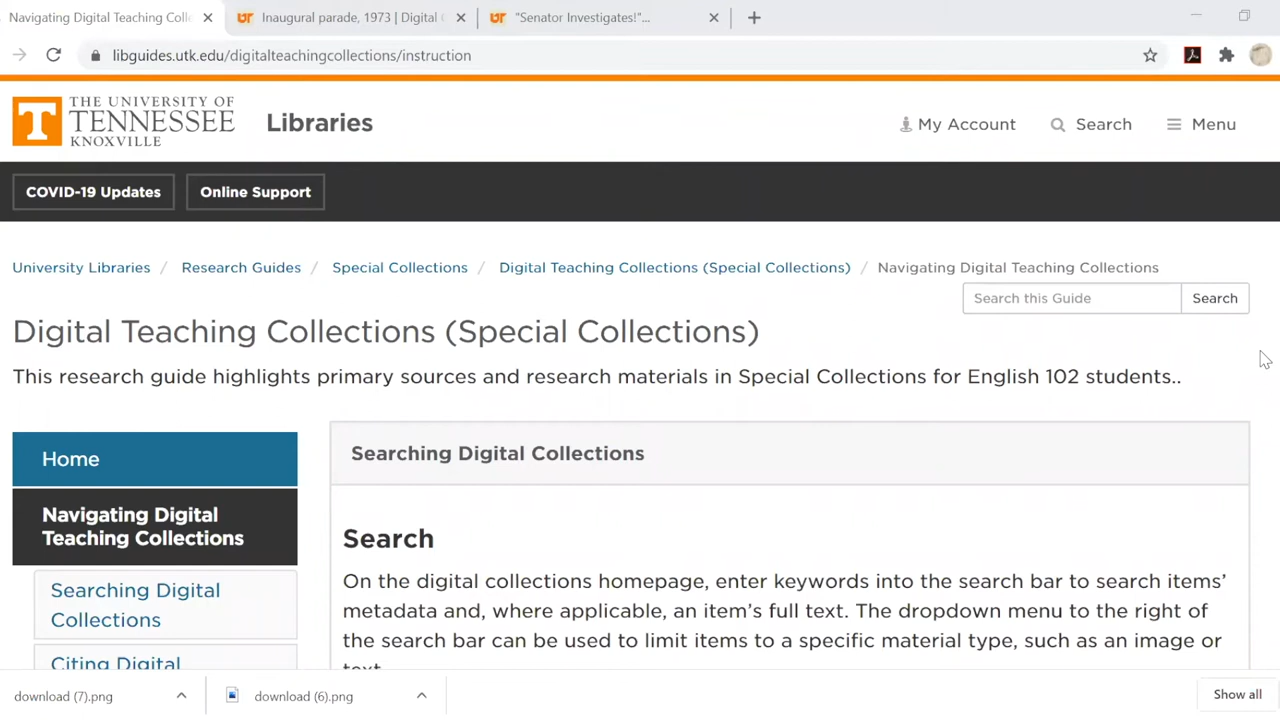 Navigating Digital Teaching Coll
Inaugural parade, 1973 | Digital
"Senator Investigates!"...
libguides.utk.edu/digitalteachingcollections/instruction
T THE UNIVERSITY OF
TENNESSEE
KNOXVILLE
Libraries
My Account
Search
Menu
COVID-19 Updates
Online Support
University Libraries / Research Guides / Special Collections / Digital Teaching Collections (Special Collections) / Navigating Digital Teaching Collections
Search this Guide
Search
Digital Teaching Collections (Special Collections)
This research guide highlights primary sources and research materials in Special Collections for English 102 students..
Home
Navigating Digital
Teaching Collections
Searching Digital
Collections
Citing Digital
Searching Digital Collections
Search
On the digital collections homepage, enter keywords into the search bar to search items'
metadata and, where applicable, an item's full text. The dropdown menu to the right of
the search bar can be used to limit items to a specific material type, such as an image or
text
download (7).png
download (6).png
Show all